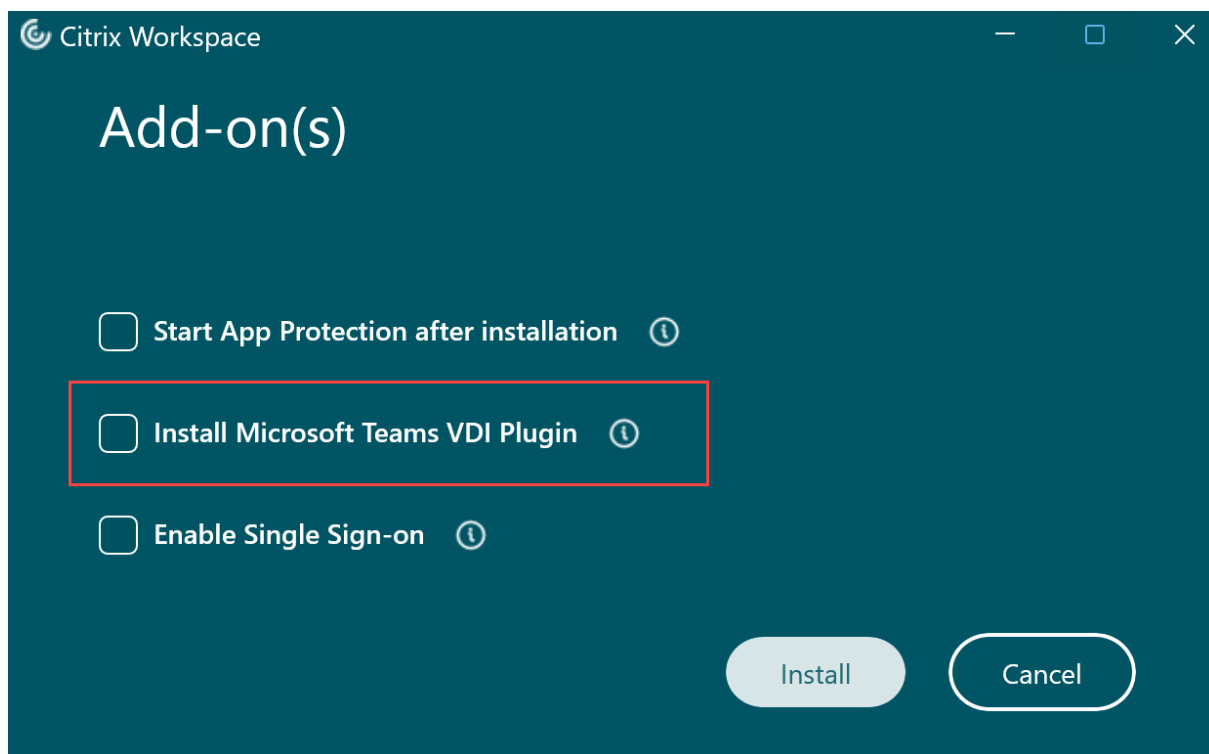 Citrix Workspace
Add-on(s)
Start App Protection after installation
Install Microsoft Teams VDI Plugin
Enable Single Sign-on
Install
Cancel